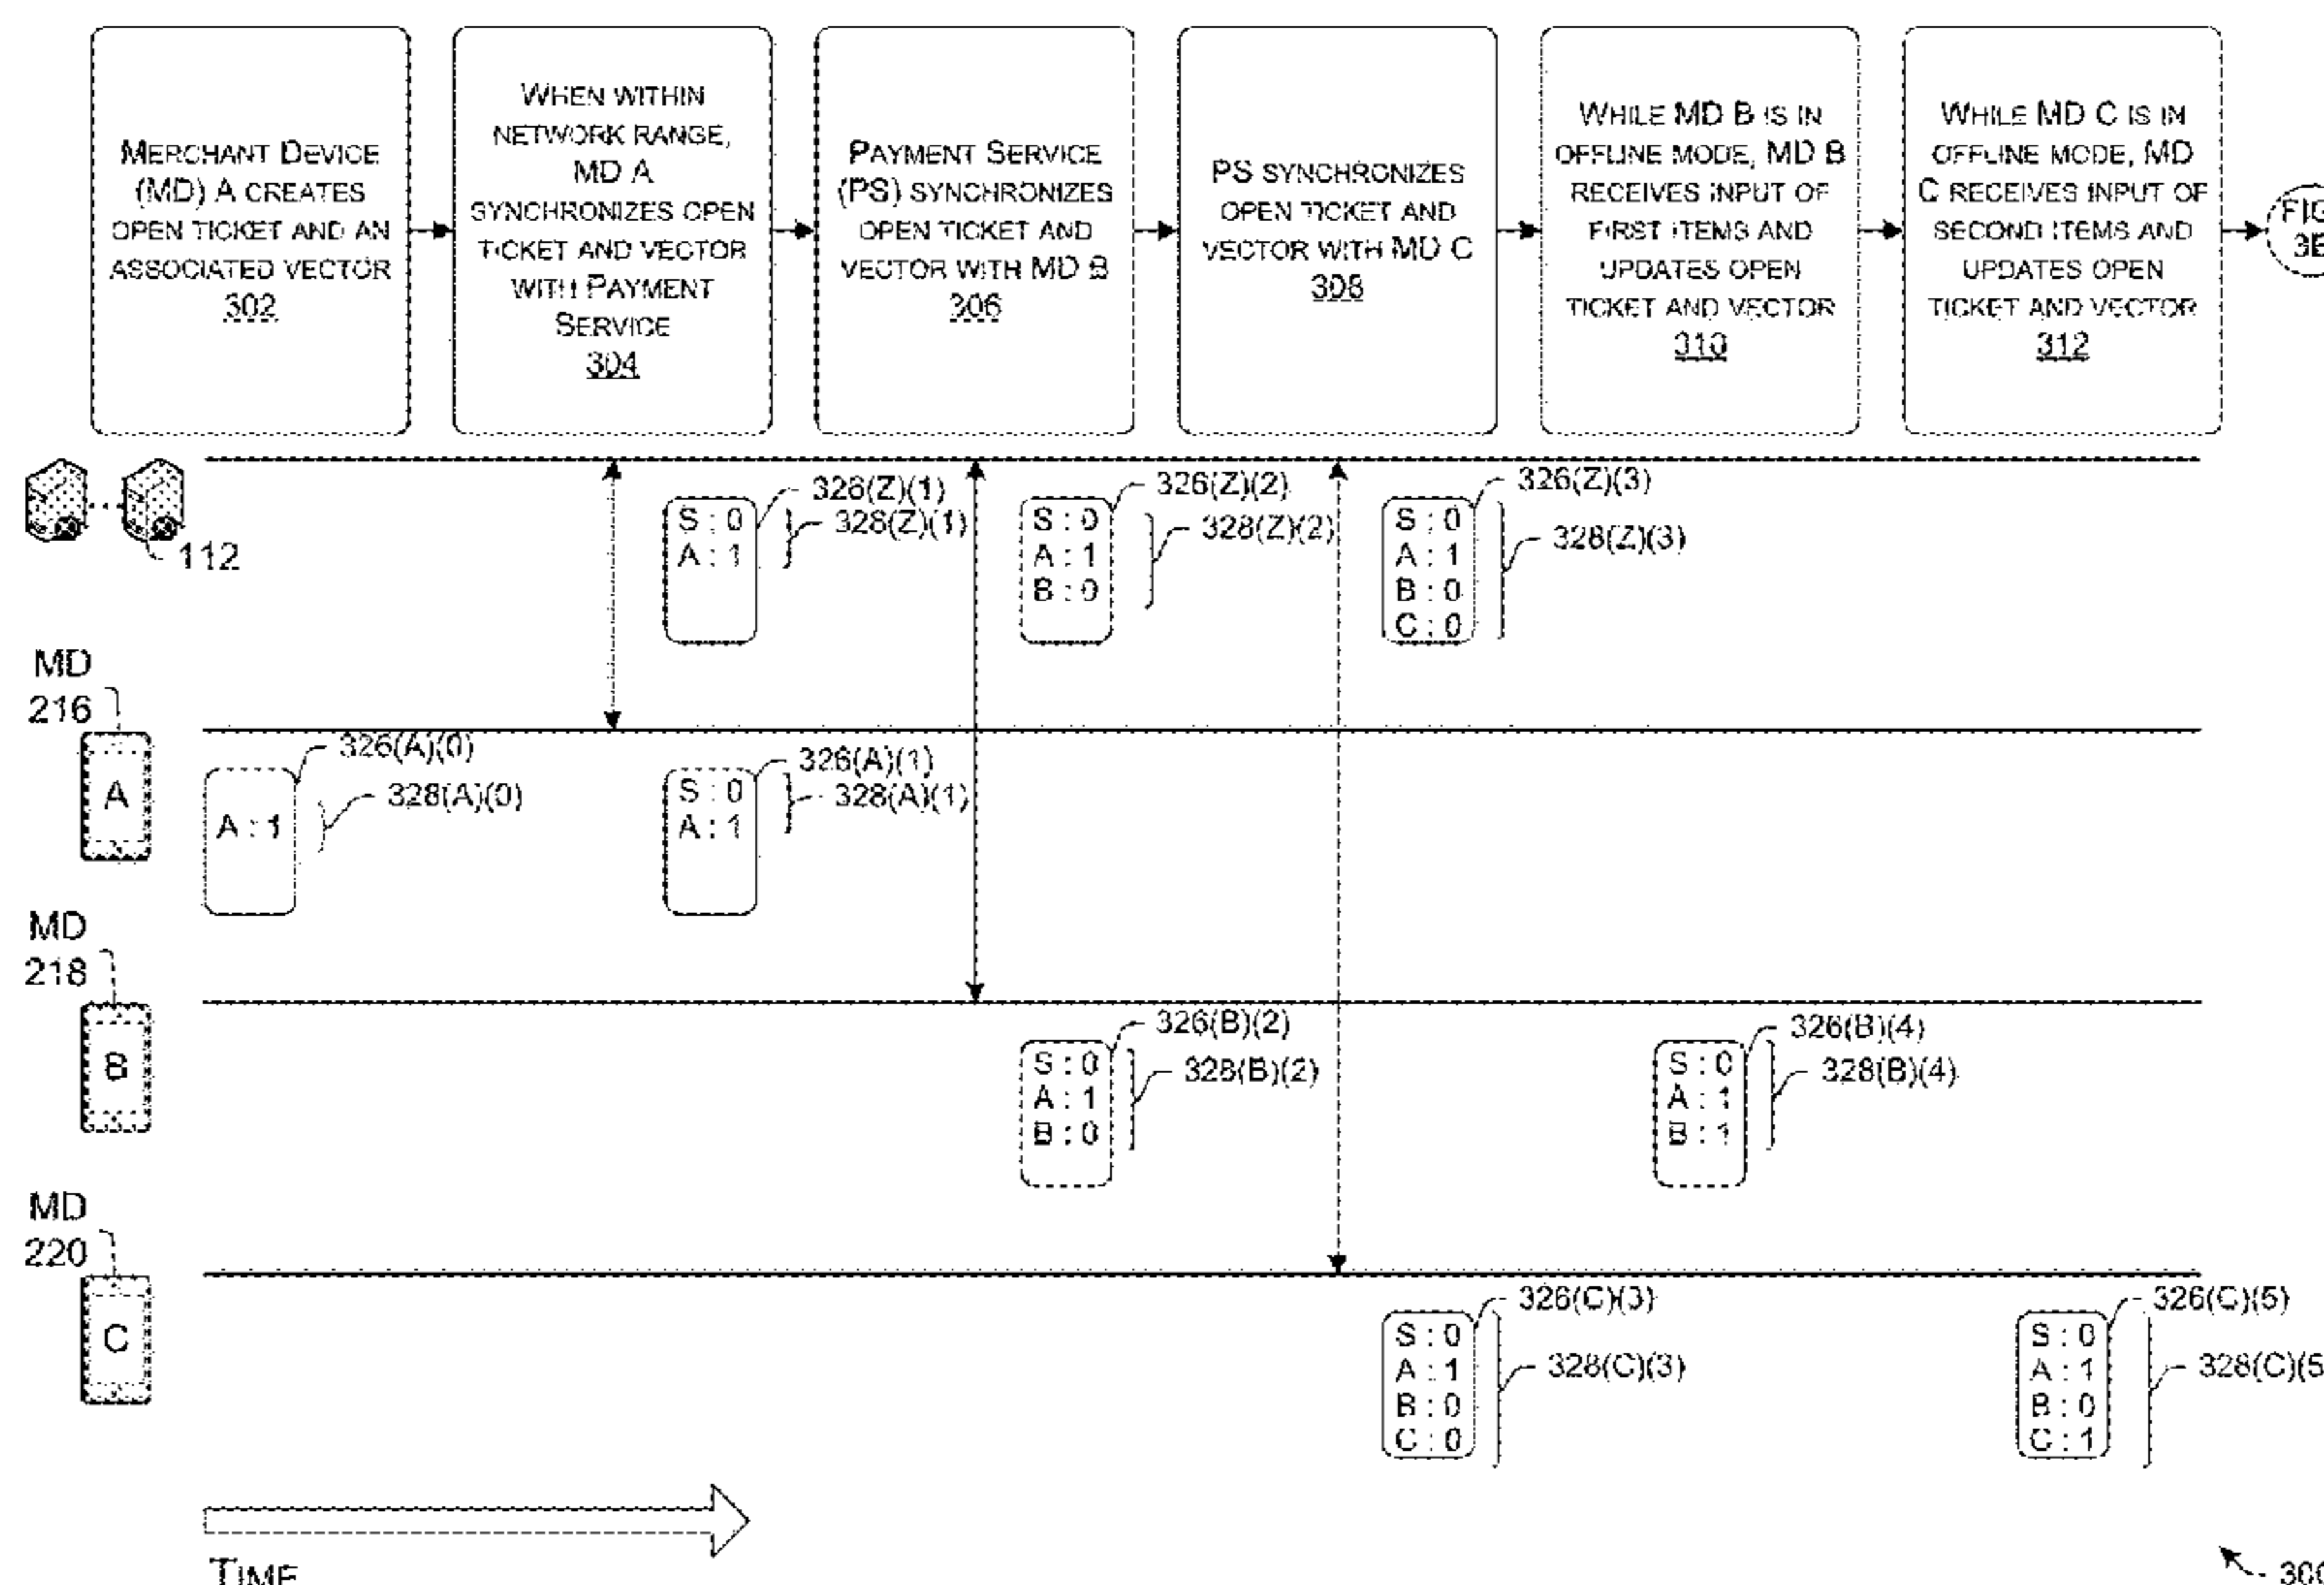 MERCHANT DEVICE
(MD) A CREATES
OPEN TICKET AND AN
ASSOCIATED VECTOR
302
WHEN WITHIN
NETWORK RANGE,
MD A
SYNCHRONIZES OPEN
TICKET AND VECTOR
WITH PAYMENT
SERVICE
304
PAYMENT SERVICE
(PS) SYNCHRONIZES
OPEN TICKET AND
VECTOR WITH MD B
306
PS SYNCHRONIZES
OPEN TICKET AND
VECTOR WITH MD C
308
WHILE MD B IS IN
OFFLINE MODE, MD B
RECEIVES INPUT OF
FIRST ITEMS AND
UPDATES OPEN
TICKET AND VECTOR
310
WHILE MD C IS IN
OFFLINE MODE, MD
C RECEIVES INPUT OF
SECOND ITEMS AND
UPDATES OPEN
TICKET AND VECTOR
312
FIG
3B
112
S : 0
A : 1
326(Z)(1)
328(Z)(1)
S : 0
A : 1
B : 0
326(Z)(2)
328(Z)(2)
S : 0
A : 1
B : 0
C : 0
326(Z)(3)
328(Z)(3)
MD
216
A
A : 1
326(A)(0)
328(A)(0)
S : 0
A : 1
326(A)(1)
328(A)(1)
MD
218
B
S : 0
A : 1
B : 0
326(B)(2)
328(B)(2)
S : 0
A : 1
B : 1
326(B)(4)
328(B)(4)
MD
220
C
S : 0
A : 1
B : 0
C : 0
326(C)(3)
328(C)(3)
S : 0
A : 1
B : 0
C : 1
326(C)(5)
328(C)(5
TIME
300